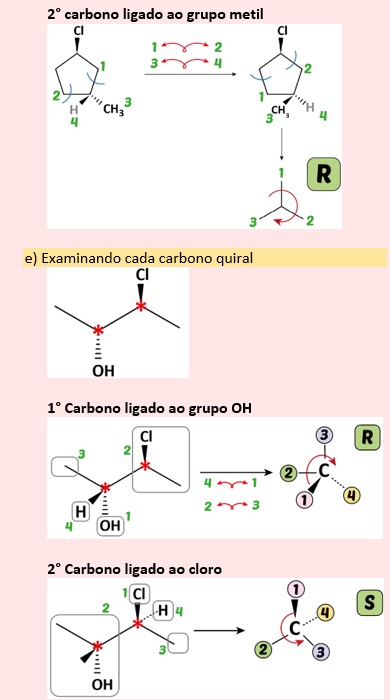 2° carbono ligado ao grupo metil
Cl Cl
1 2
3 4
1 2
2 1
H CH₃ 3 3 CH₃ H
4 4
1
R
3 2
e) Examinando cada carbono quiral
Cl
*
*
OH
1° Carbono ligado ao grupo OH
Cl 3 R
3 2
* 4 1 2 C
* 2 3
H 1 4
4 OH 1
2° Carbono ligado ao cloro
1 Cl 1 S
2 H 4 4
* 3 C
* 2 3
OH